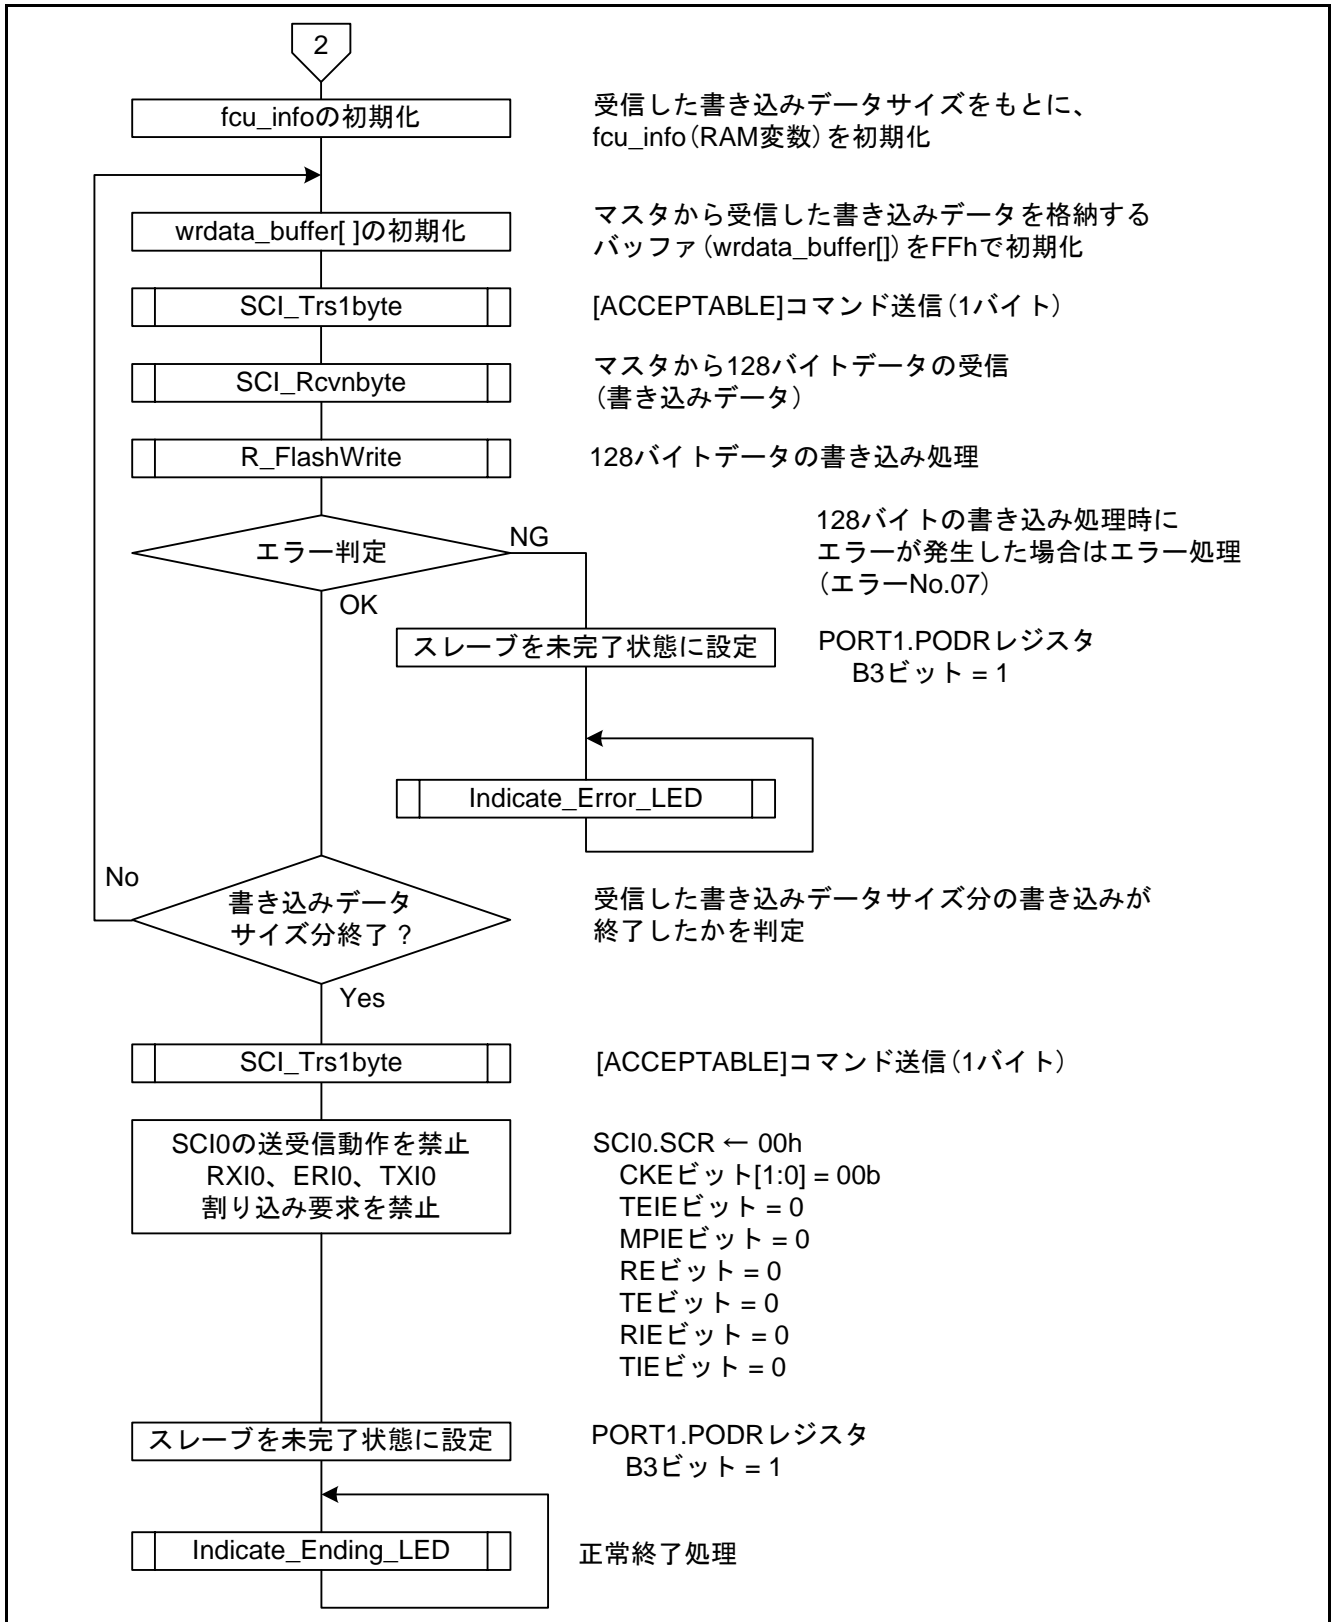 2
fcu_infoの初期化
受信した書き込みデータサイズをもとに、
fcu_info(RAM変数)を初期化
wrdata_buffer[ ]の初期化
マスタから受信した書き込みデータを格納する
バッファ(wrdata_buffer[])をFFhで初期化
SCI_Trs1byte
[ACCEPTABLE]コマンド送信(1バイト)
SCI_Rcvnbyte
マスタから128バイトデータの受信
(書き込みデータ)
R_FlashWrite
128バイトデータの書き込み処理
エラー判定
NG
OK
128バイトの書き込み処理時に
エラーが発生した場合はエラー処理
(エラーNo.07)
スレーブを未完了状態に設定
PORT1.PODRレジスタ
B3ビット = 1
Indicate_Error_LED
No
書き込みデータ
サイズ分終了?
Yes
受信した書き込みデータサイズ分の書き込みが
終了したかを判定
SCI_Trs1byte
[ACCEPTABLE]コマンド送信(1バイト)
SCI0の送受信動作を禁止
RXI0、ERI0、TXI0
割り込み要求を禁止
SCI0.SCR ← 00h
CKEビット[1:0] = 00b
TEIEビット = 0
MPIEビット = 0
REビット = 0
TEビット = 0
RIEビット = 0
TIEビット = 0
スレーブを未完了状態に設定
PORT1.PODRレジスタ
B3ビット = 1
Indicate_Ending_LED
正常終了処理